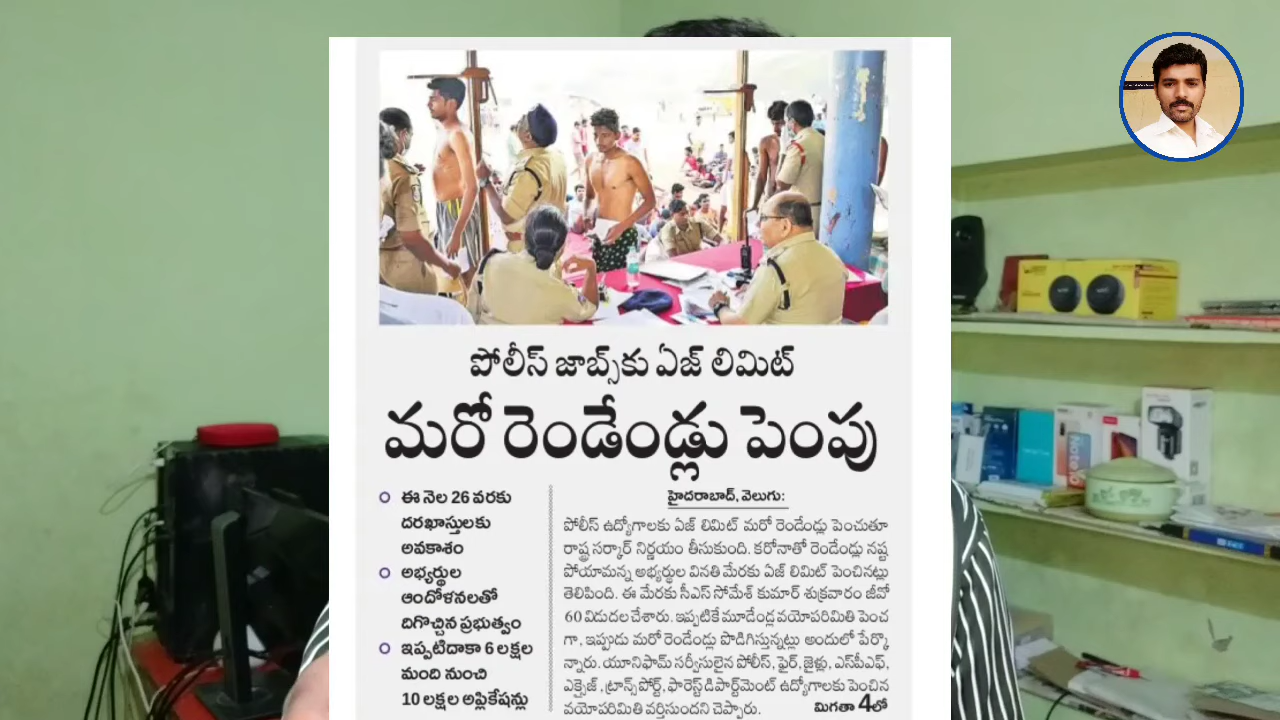 పోలీస్ జాబ్స్‌కు ఏజ్ లిమిట్
మరో రెండేండ్లు పెంపు
ఈ నెల 26 వరకు
దరఖాస్తులకు
అవకాశం
అభ్యర్థుల
ఆందోళనలతో
దిగొచ్చిన ప్రభుత్వం
ఇప్పటిదాకా 6 లక్షల
మంది నుంచి
10 లక్షల అప్లికేషన్లు
హైదరాబాద్, వెలుగు:
పోలీస్ ఉద్యోగాలకు ఏజ్ లిమిట్ మరో రెండేండ్లు పెంచుతూ
రాష్ట్ర సర్కార్ నిర్ణయం తీసుకుంది. కరోనాతో రెండేండ్లు నష్ట
పోయామన్న అభ్యర్థుల వినతి మేరకు ఏజ్ లిమిట్ పెంచినట్లు
తెలిపింది. ఈ మేరకు సీఎస్ సోమేశ్ కుమార్ శుక్రవారం జీవో
60 విడుదల చేశారు. ఇప్పటికే మూడేండ్ల వయోపరిమితి పెంచ
గా, ఇప్పుడు మరో రెండేండ్లు పొడిగిస్తున్నట్లు అందులో పేర్కొ
న్నారు. యూనిఫామ్ సర్వీసులైన పోలీస్, ఫైర్, జైళ్లు, ఎస్‌పీఎఫ్,
ఎక్సైజ్, ట్రాన్స్‌పోర్ట్, ఫారెస్ట్ డిపార్ట్‌మెంట్ ఉద్యోగాలకు పెంచిన
వయోపరిమితి వర్తిసుందని చెప్పారు.
మిగతా 4లో